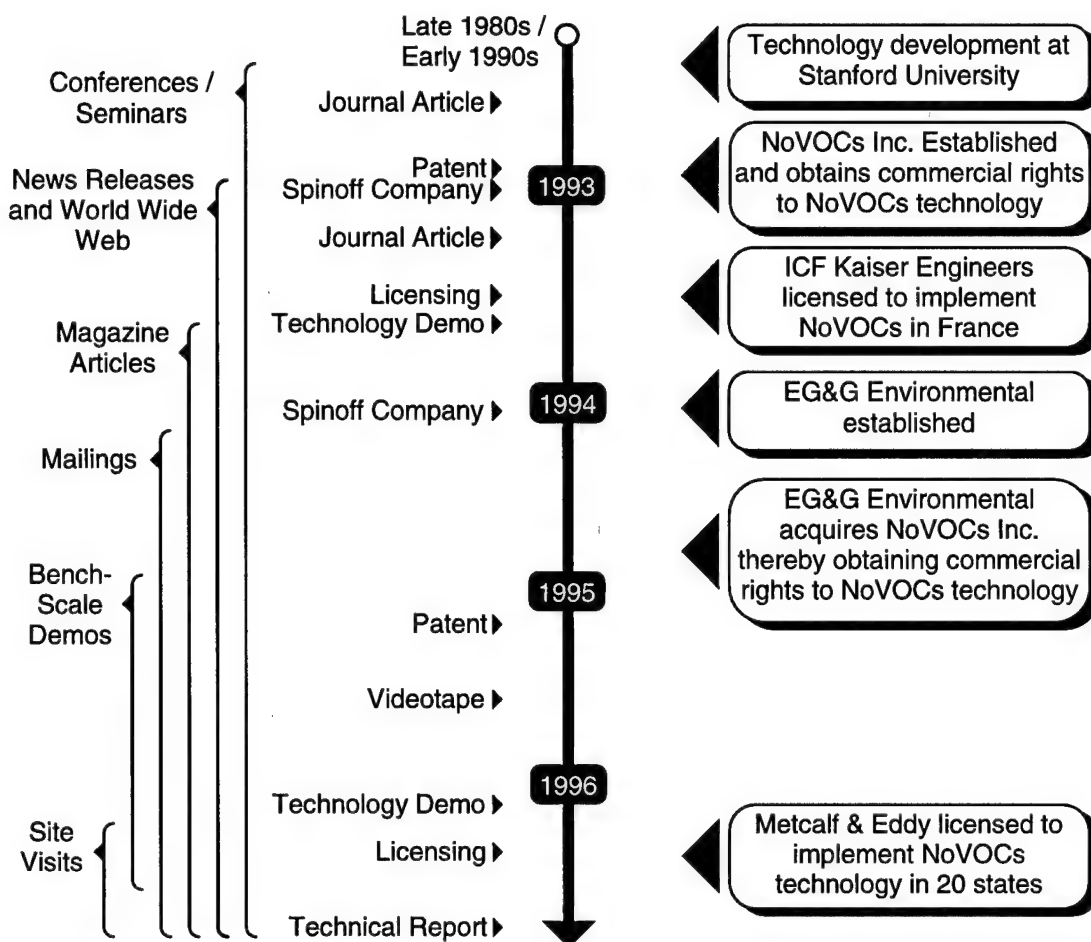 Conferences /
Seminars
News Releases
and World Wide
Web
Magazine
Articles
Mailings
Bench-
Scale
Demos
Site
Visits
Late 1980s /
Early 1990s
Journal Article
Patent
Spinoff Company
1993
Journal Article
Licensing
Technology Demo
Spinoff Company
1994
1995
Patent
Videotape
1996
Technology Demo
Licensing
Technical Report
Technology development at
Stanford University
NoVOCs Inc. Established
and obtains commercial rights
to NoVOCs technology
ICF Kaiser Engineers
licensed to implement
NoVOCs in France
EG&G Environmental
established
EG&G Environmental
acquires NoVOCs Inc.
thereby obtaining commercial
rights to NoVOCs technology
Metcalf & Eddy licensed to
implement NoVOCs
technology in 20 states